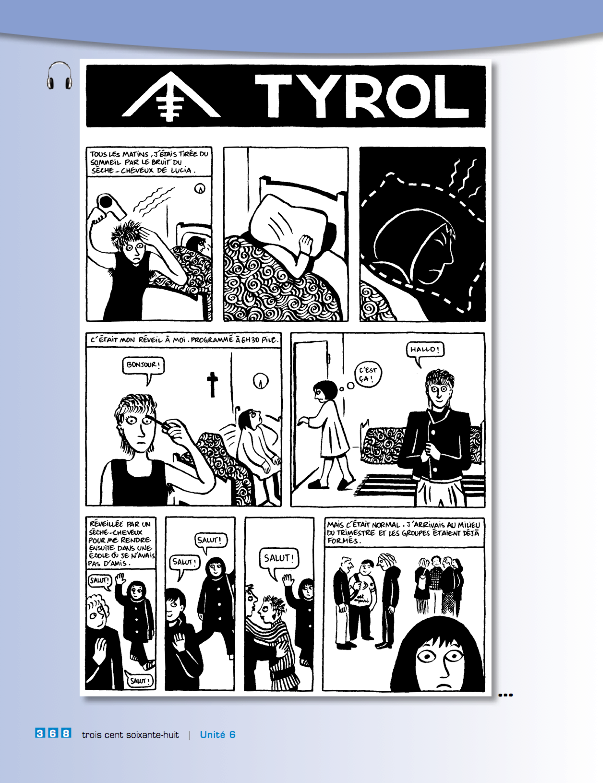 TYROL
TOUS LES MATINS, J'ÉTAIS TIRÉE DU
SOMMEIL PAR LE BRUIT DU
SÈCHE-CHEVEUX DE LUCIA.
C'ÉTAIT MON RÉVEIL À MOI. PROGRAMMÉ À 6H30 PILE.
BONJOUR!
C'EST
ÇA!
HALLO!
RÉVEILLÉE PAR UN
SÈCHE-CHEVEUX
POUR ME RENDRE
ENSUITE DANS UNE
ÉCOLE OÙ JE N'AVAIS
PAS D'AMIS.
SALUT!
SALUT!
SALUT!
SALUT!
SALUT!
MAIS C'ÉTAIT NORMAL. J'ARRIVAIS AU MILIEU
DU TRIMESTRE ET LES GROUPES ÉTAIENT DÉJÀ
FORMÉS.
...
368 trois cent soixante-huit | Unité 6